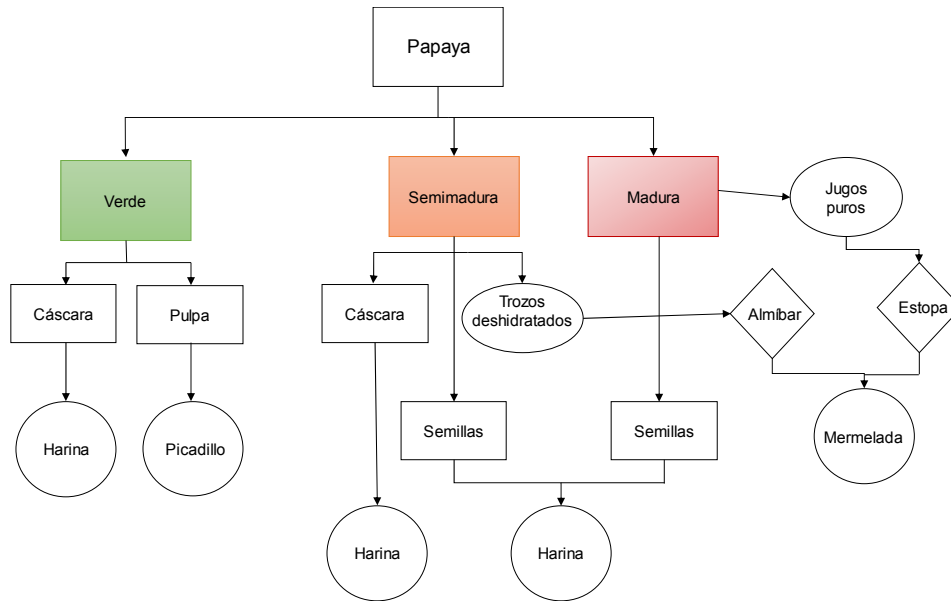 Papaya
Verde
Semimadura
Madura
Jugos
puros
Cáscara
Pulpa
Cáscara
Trozos
deshidratados
Almíbar
Estopa
Harina
Picadillo
Semillas
Semillas
Mermelada
Harina
Harina